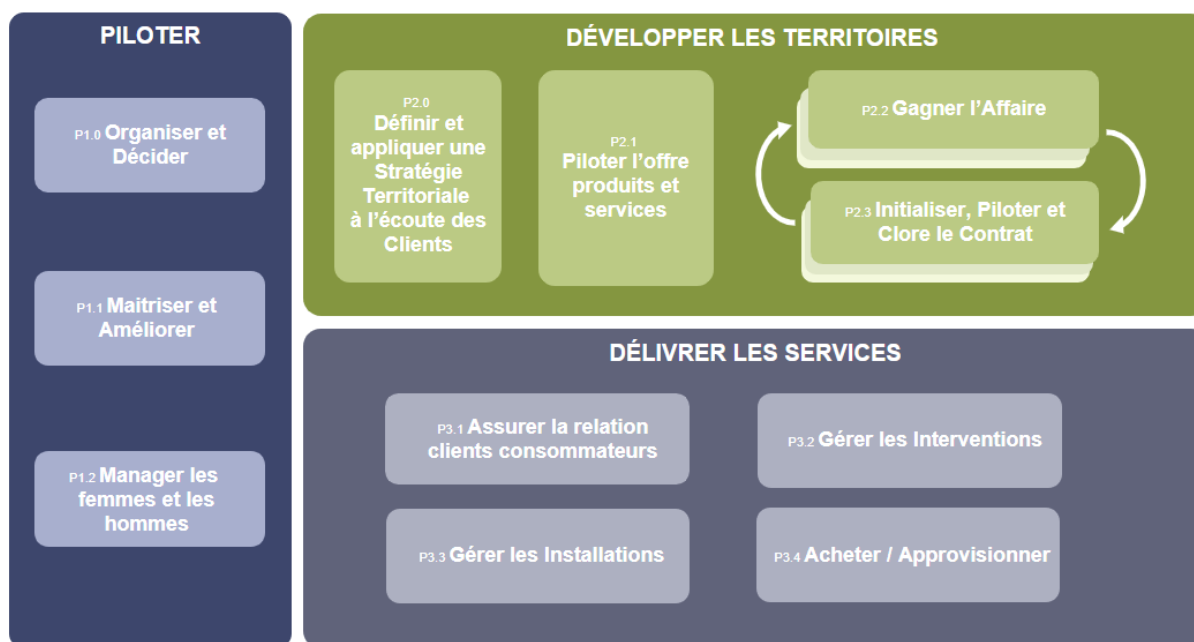 PILOTER
P1.0 Organiser et
Décider
P1.1 Maitriser et
Améliorer
P1.2 Manager les
femmes et les
hommes
DÉVELOPPER LES TERRITOIRES
P2.0
Définir et
appliquer une
Stratégie
Territoriale
à l’écoute des
Clients
P2.1
Piloter l’offre
produits et
services
P2.2 Gagner l’Affaire
P2.3 Initialiser, Piloter et
Clore le Contrat
DÉLIVRER LES SERVICES
P3.1 Assurer la relation
clients consommateurs
P3.2 Gérer les Interventions
P3.3 Gérer les Installations
P3.4 Acheter / Approvisionner